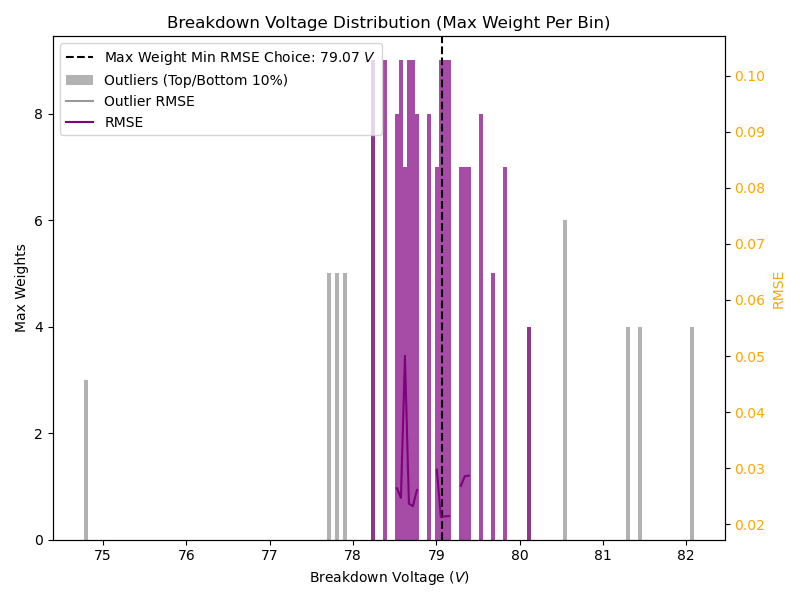 Breakdown Voltage Distribution (Max Weight Per Bin)
Max Weight Min RMSE Choice: 79.07 V
Outliers (Top/Bottom 10%)
Outlier RMSE
RMSE
Max Weights
8
6
4
2
0
0.10
0.09
0.08
0.07
0.06
0.05
0.04
0.03
0.02
RMSE
75 76 77 78 79 80 81 82
Breakdown Voltage (V)